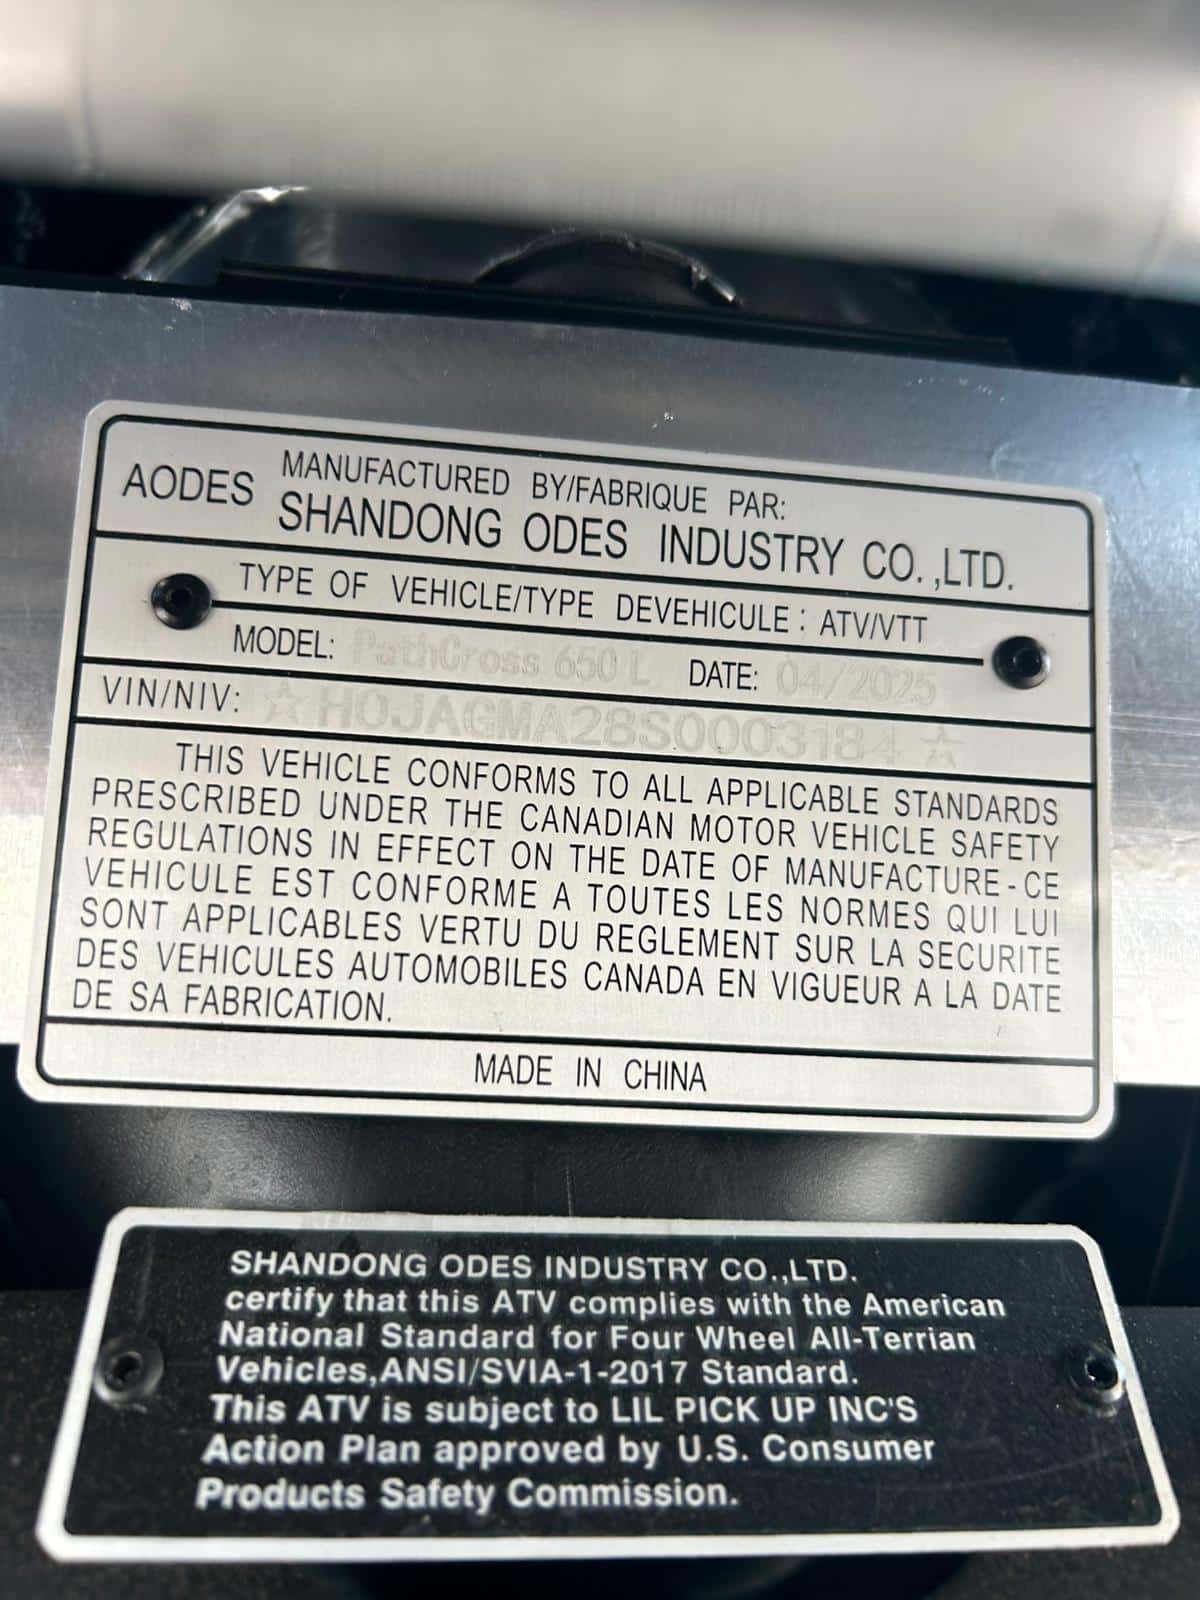 AODES MANUFACTURED BY/FABRIQUE PAR:
SHANDONG ODES INDUSTRY CO.,LTD.
TYPE OF VEHICLE/TYPE DEVEHICULE: ATV/VTT
MODEL: PathCross 650 L DATE: 04/2025
VIN/NIV: ☆H0JAGMA28S0003184☆
THIS VEHICLE CONFORMS TO ALL APPLICABLE STANDARDS
PRESCRIBED UNDER THE CANADIAN MOTOR VEHICLE SAFETY
REGULATIONS IN EFFECT ON THE DATE OF MANUFACTURE-CE
VEHICULE EST CONFORME A TOUTES LES NORMES QUI LUI
SONT APPLICABLES VERTU DU REGLEMENT SUR LA SECURITE
DES VEHICULES AUTOMOBILES CANADA EN VIGUEUR A LA DATE
DE SA FABRICATION.
MADE IN CHINA
SHANDONG ODES INDUSTRY CO.,LTD.
certify that this ATV complies with the American
National Standard for Four Wheel All-Terrian
Vehicles,ANSI/SVIA-1-2017 Standard.
This ATV is subject to LIL PICK UP INC'S
Action Plan approved by U.S. Consumer
Products Safety Commission.